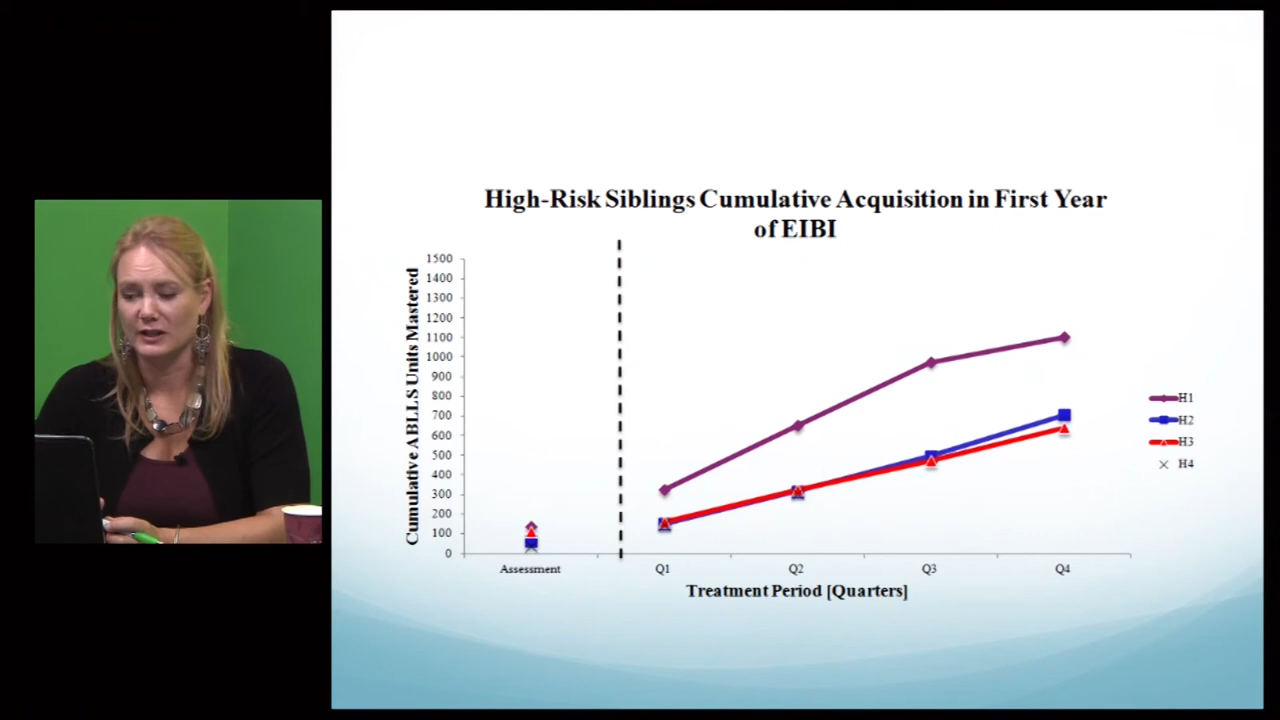 High-Risk Siblings Cumulative Acquisition in First Year
of EIBI
Cumulative ABLLS Units Mastered
1500
1400
1300
1200
1100
1000
900
800
700
600
500
400
300
200
100
0
Assessment
Q1
Q2
Q3
Q4
Treatment Period [Quarters]
H1
H2
H3
H4